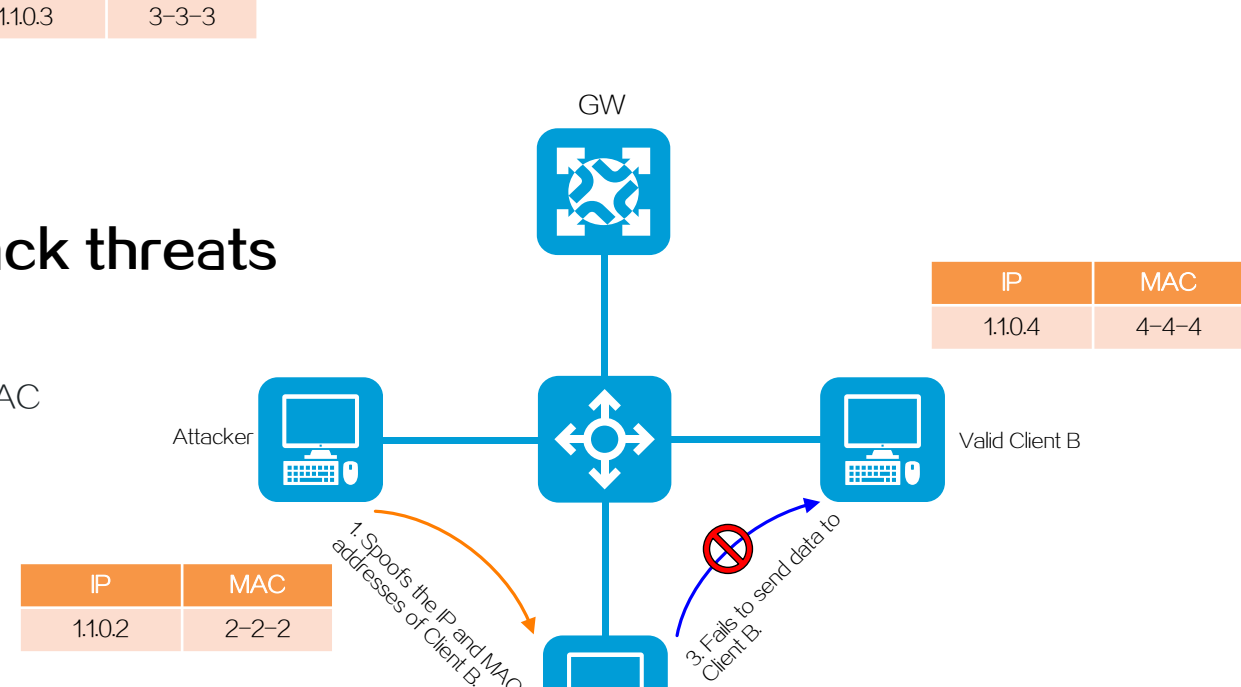 1.1.0.3 3-3-3
GW
ck threats
IP MAC
1.1.0.4 4-4-4
AC
Attacker
Valid Client B
1. Spoofs the IP and MAC
addresses of Client B.
3. Fails to send data to
Client B.
IP MAC
1.1.0.2 2-2-2